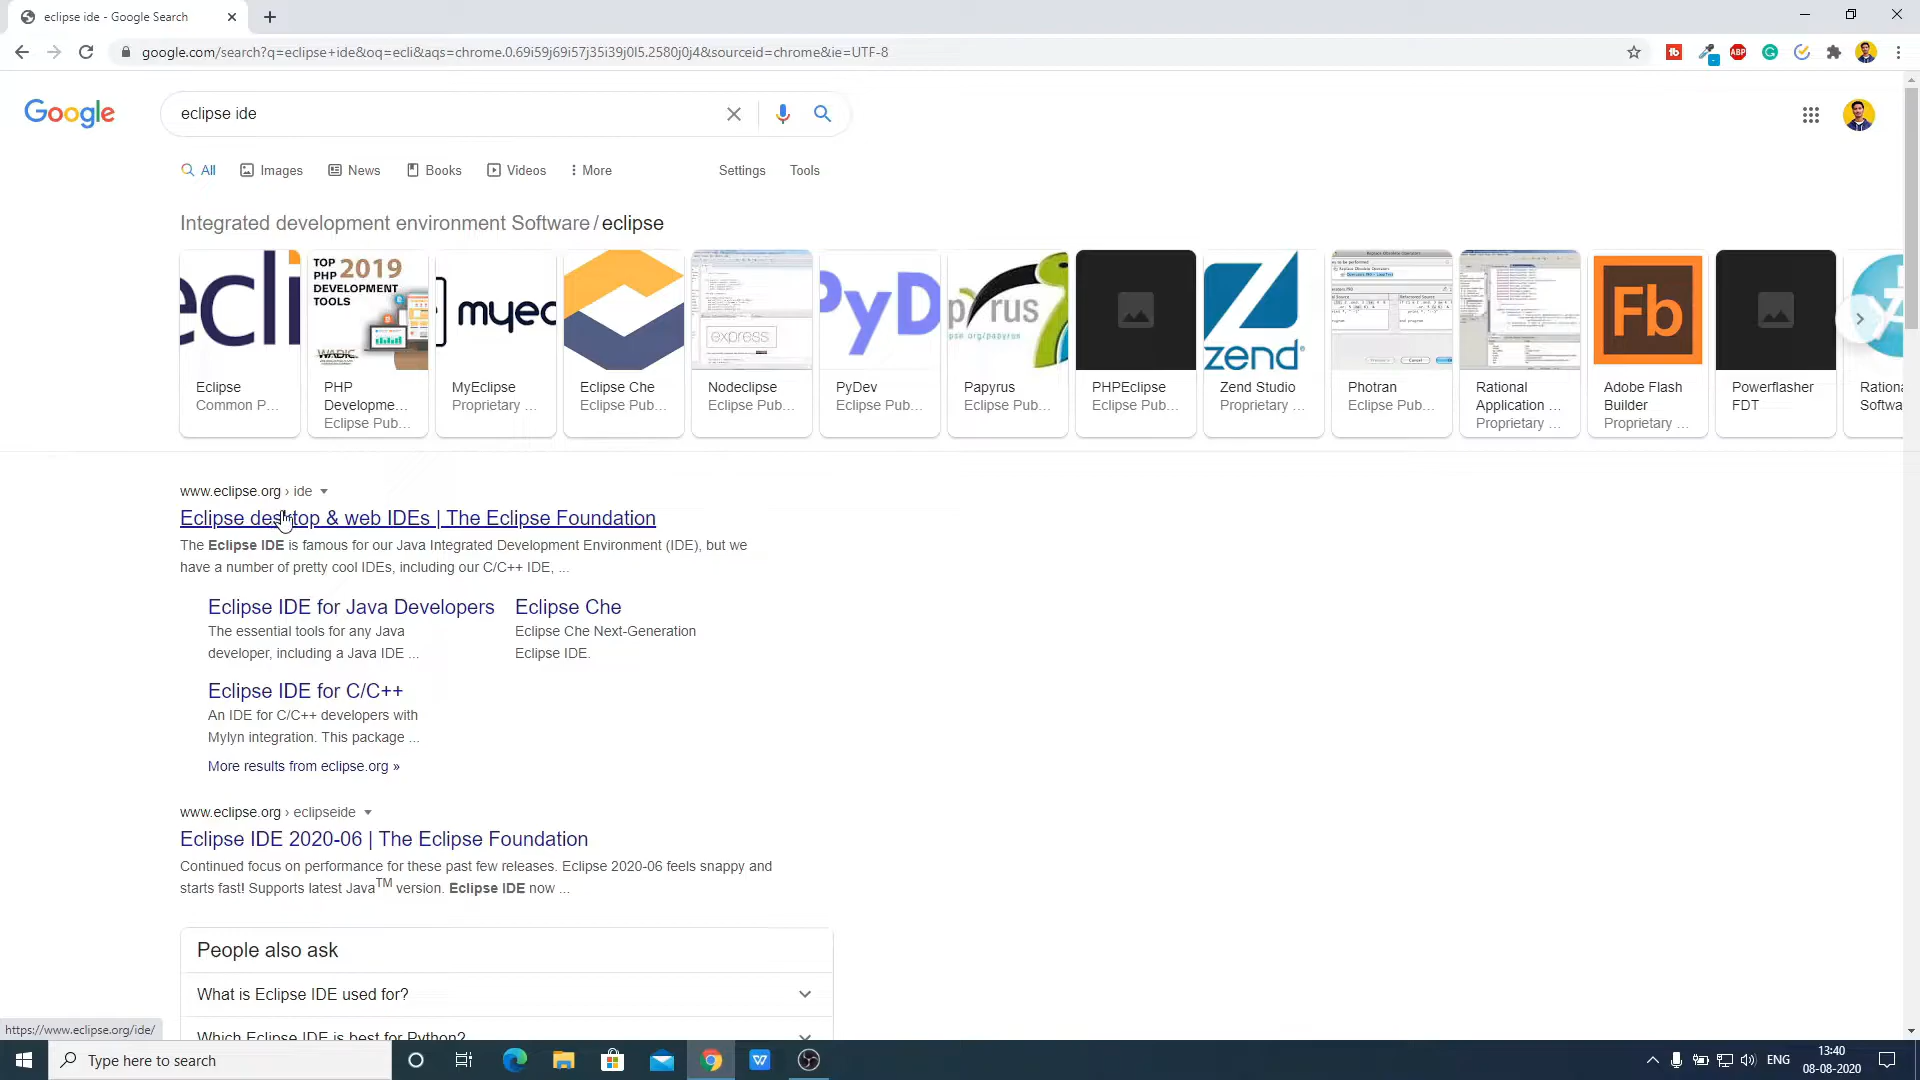 eclipse ide - Google Search
google.com/search?q=eclipse+ide&oq=ecli&aqs=chrome.0.69i59j69i57j35i39j0l5.2580j0j4&sourceid=chrome&ie=UTF-8
ABP
Google
eclipse ide
All
Images
News
Books
Videos
More
Settings
Tools
Integrated development environment Software / eclipse
ecli
TOP
PHP 2019
DEVELOPMENT
TOOLS
WADIC
myec
express
PyD
pyrus
pse.org/papyrus
zend
Fb
Eclipse
Common P...
PHP
Developme...
Eclipse Pub...
MyEclipse
Proprietary ...
Eclipse Che
Eclipse Pub...
Nodeclipse
Eclipse Pub...
PyDev
Eclipse Pub...
Papyrus
Eclipse Pub...
PHPEclipse
Eclipse Pub...
Zend Studio
Proprietary ...
Photran
Eclipse Pub...
Rational
Application ...
Proprietary ...
Adobe Flash
Builder
Proprietary ...
Powerflasher
FDT
Rationa
Softwa
www.eclipse.org › ide
Eclipse desktop & web IDEs | The Eclipse Foundation
The Eclipse IDE is famous for our Java Integrated Development Environment (IDE), but we
have a number of pretty cool IDEs, including our C/C++ IDE, ...
Eclipse IDE for Java Developers
The essential tools for any Java
developer, including a Java IDE ...
Eclipse Che
Eclipse Che Next-Generation
Eclipse IDE.
Eclipse IDE for C/C++
An IDE for C/C++ developers with
Mylyn integration. This package ...
More results from eclipse.org »
www.eclipse.org › eclipseide
Eclipse IDE 2020-06 | The Eclipse Foundation
Continued focus on performance for these past few releases. Eclipse 2020-06 feels snappy and
starts fast! Supports latest Java™ version. Eclipse IDE now ...
People also ask
What is Eclipse IDE used for?
Which Eclipse IDE is best for Python?
https://www.eclipse.org/ide/
Type here to search
ENG
13:40
08-08-2020